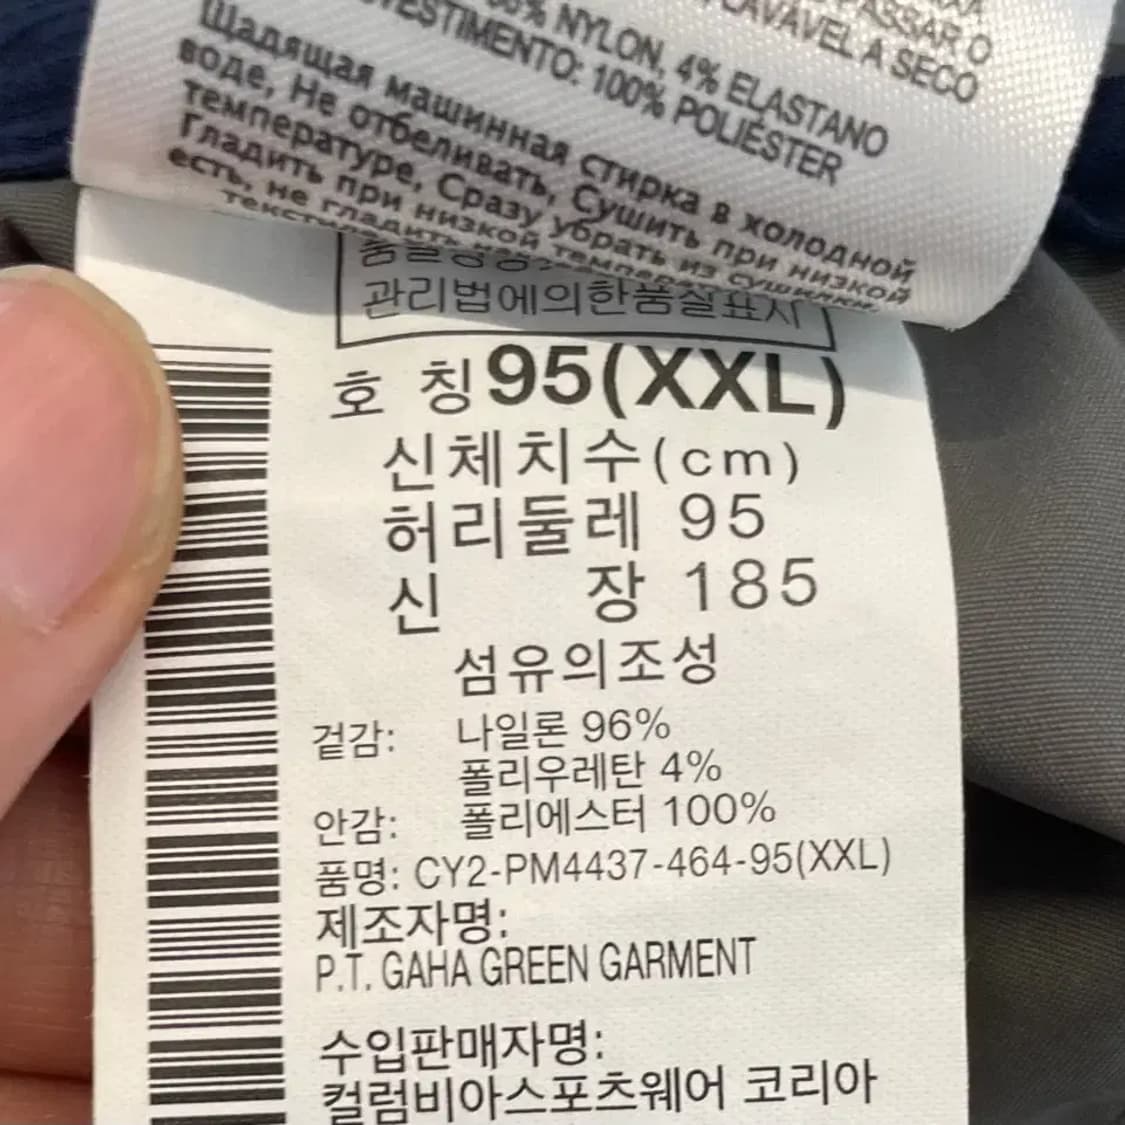 PASSAR O
LAVÁVEL A SECO
% NYLON, 4% ELASTANO
VESTIMENTO: 100% POLIÉSTER
Щадящая машинная стирка в холодной
воде, Не отбеливать, Сушить при низкой
температуре, Сразу убрать из сушилки,
Гладить при низкой
есть, не гладить
관리법에의한품질표시
호 칭 95(XXL)
신체치수(cm)
허리둘레 95
신 장 185
섬유의조성
겉감: 나일론 96%
폴리우레탄 4%
안감: 폴리에스터 100%
품명: CY2-PM4437-464-95(XXL)
제조자명:
P.T. GAHA GREEN GARMENT
수입판매자명:
컬럼비아스포츠웨어 코리아